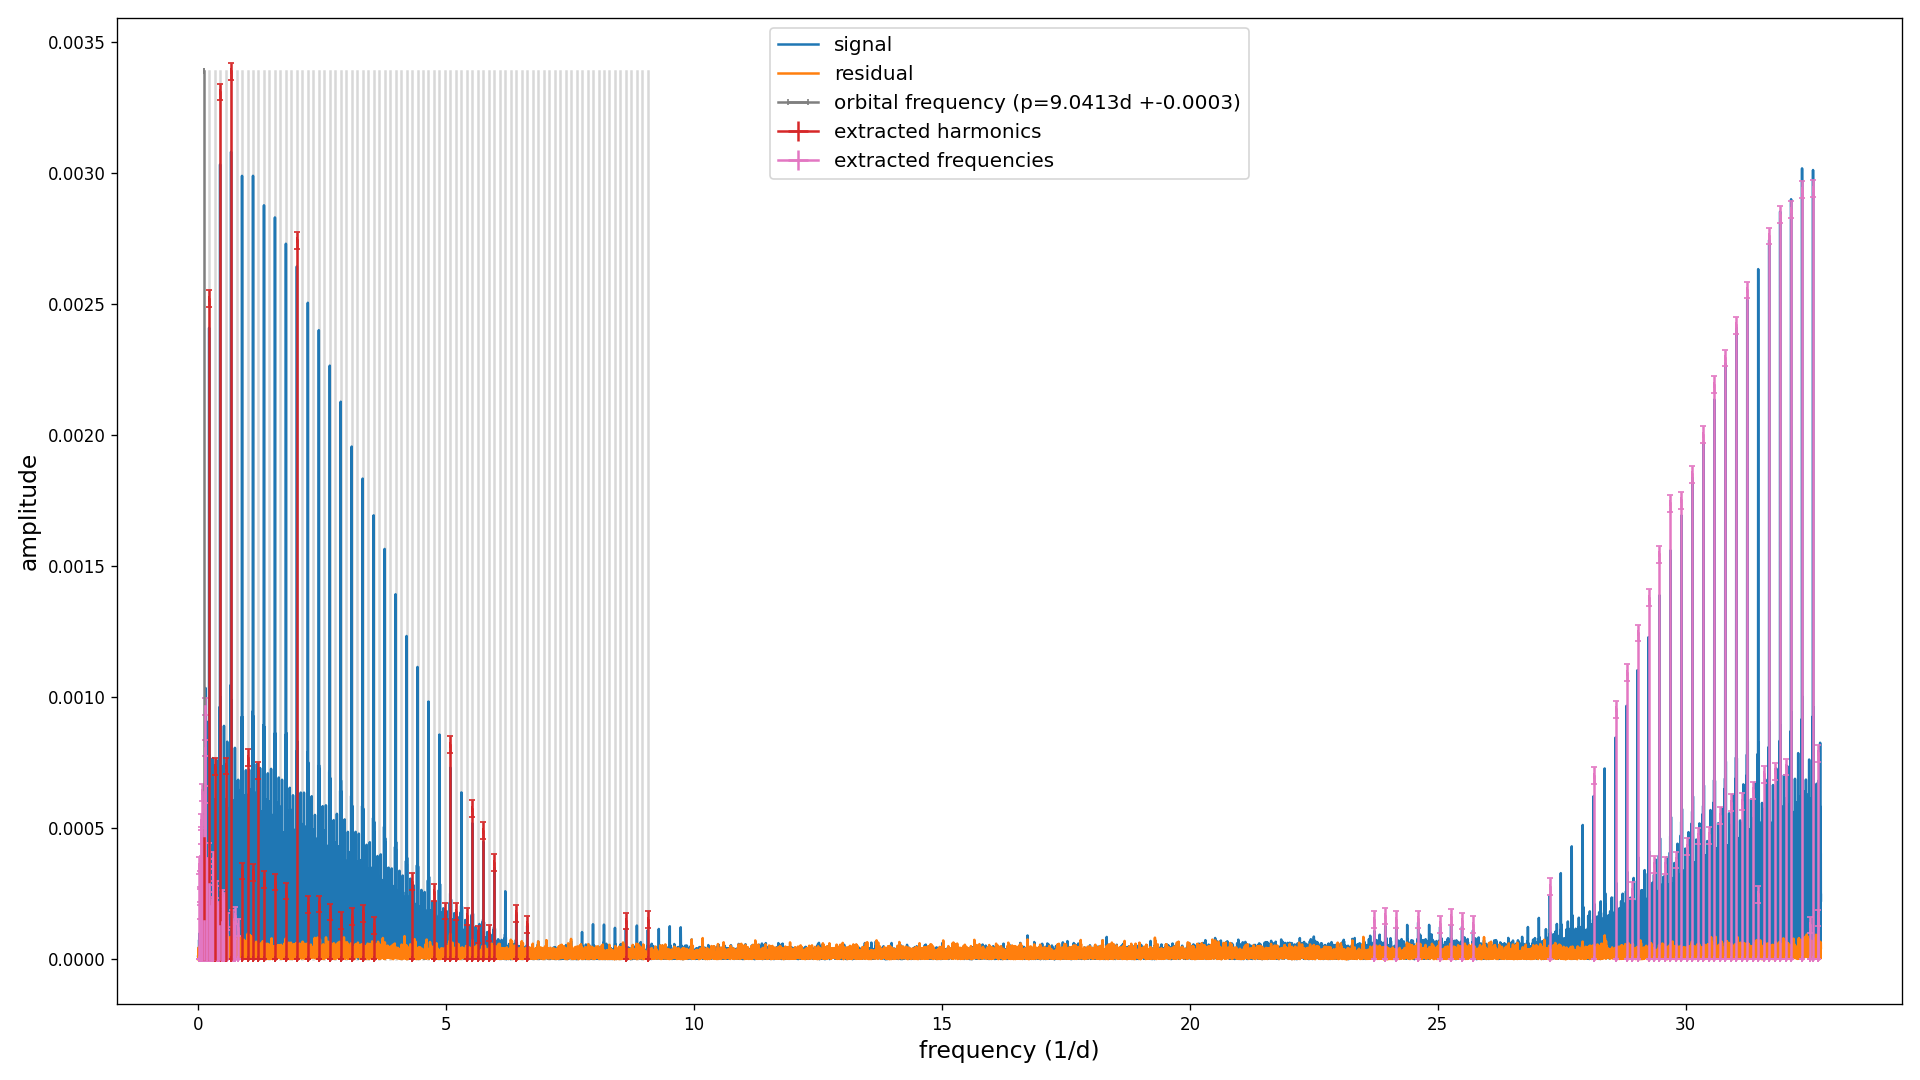 signal
residual
orbital frequency (p=9.0413d +-0.0003)
extracted harmonics
extracted frequencies
0.0035
0.0030
0.0025
0.0020
0.0015
0.0010
0.0005
0.0000
amplitude
0 5 10 15 20 25 30
frequency (1/d)